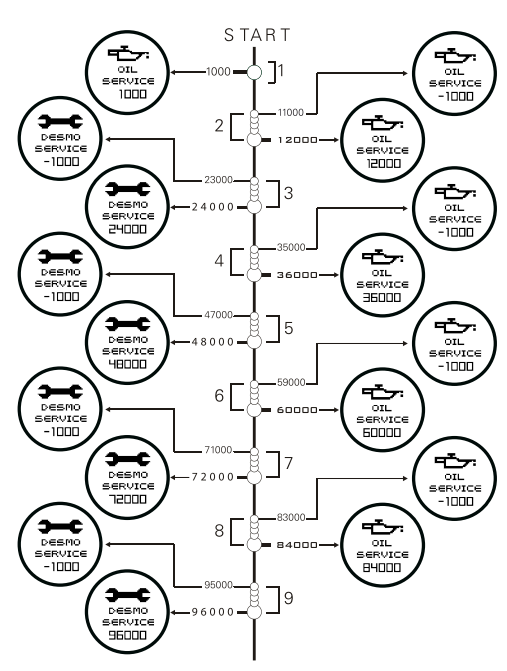 START
OIL
SERVICE
1000
1000
1
11000
OIL
SERVICE
-1000
2
12000
OIL
SERVICE
12000
DESMO
SERVICE
-1000
23000
3
24000
DESMO
SERVICE
24000
35000
OIL
SERVICE
-1000
4
36000
OIL
SERVICE
36000
DESMO
SERVICE
-1000
47000
5
48000
DESMO
SERVICE
48000
59000
OIL
SERVICE
-1000
6
60000
OIL
SERVICE
60000
DESMO
SERVICE
-1000
71000
7
72000
DESMO
SERVICE
72000
83000
OIL
SERVICE
-1000
8
84000
OIL
SERVICE
84000
DESMO
SERVICE
-1000
95000
9
96000
DESMO
SERVICE
96000